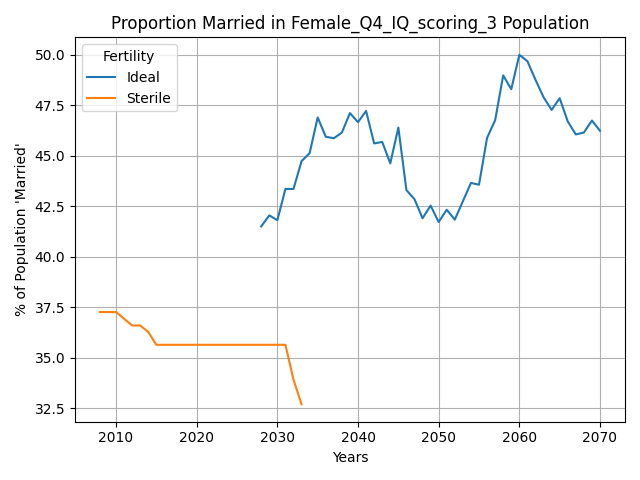 Proportion Married in Female_Q4_IQ_scoring_3 Population
Fertility
Ideal
Sterile
% of Population 'Married'
50.0
47.5
45.0
42.5
40.0
37.5
35.0
32.5
2010 2020 2030 2040 2050 2060 2070
Years